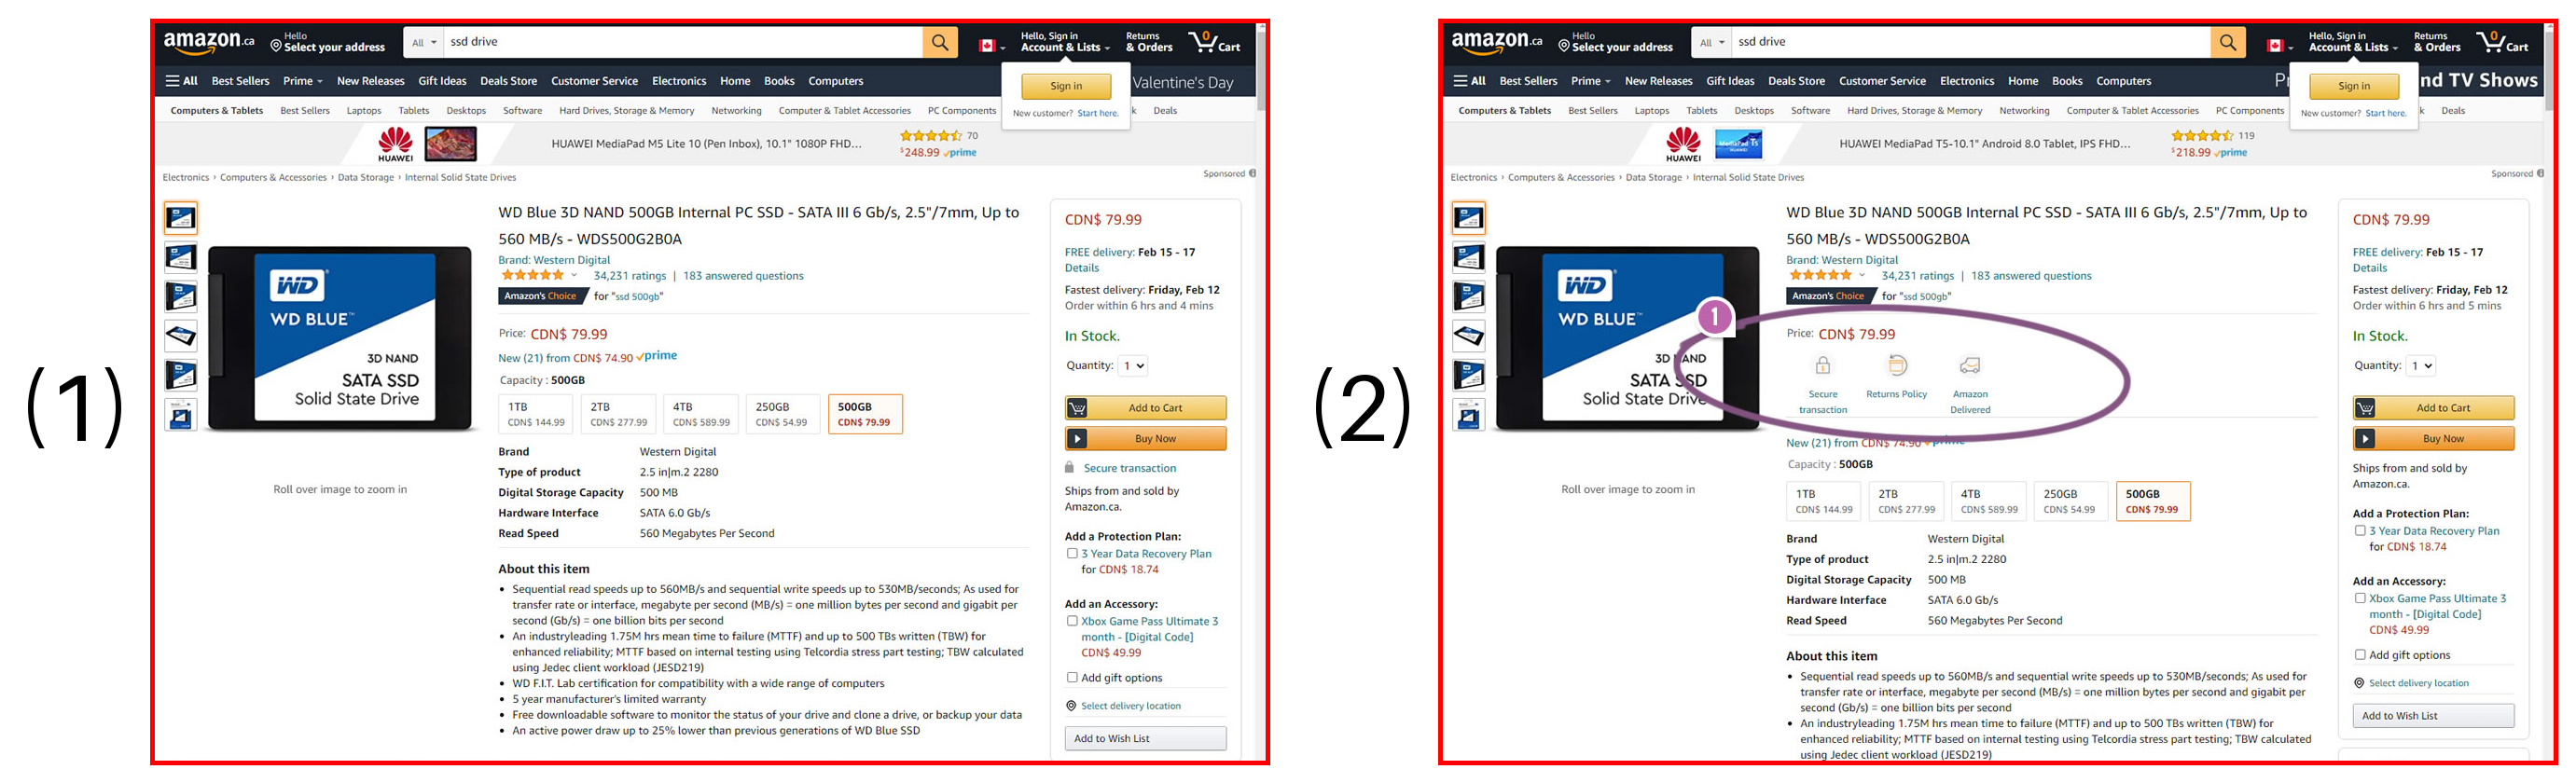 (1)
amazon.ca
Hello
Select your address
All
ssd drive
Hello, Sign in
Account & Lists
Returns
& Orders
0
Cart
All
Best Sellers
Prime
New Releases
Gift Ideas
Deals Store
Customer Service
Electronics
Home
Books
Computers
Valentine's Day
Sign in
New customer? Start here.
Computers & Tablets
Best Sellers
Laptops
Tablets
Desktops
Software
Hard Drives, Storage & Memory
Networking
Computer & Tablet Accessories
PC Components
k
Deals
HUAWEI
HUAWEI MediaPad M5 Lite 10 (Pen Inbox), 10.1" 1080P FHD...
70
$248.99 prime
Sponsored
Electronics › Computers & Accessories › Data Storage › Internal Solid State Drives
WD
WD BLUE™
3D NAND
SATA SSD
Solid State Drive
Roll over image to zoom in
WD Blue 3D NAND 500GB Internal PC SSD - SATA III 6 Gb/s, 2.5"/7mm, Up to
560 MB/s - WDS500G2B0A
Brand: Western Digital
34,231 ratings | 183 answered questions
Amazon's Choice for "ssd 500gb"
Price: CDN$ 79.99
New (21) from CDN$ 74.90 prime
Capacity : 500GB
1TB
CDN$ 144.99
2TB
CDN$ 277.99
4TB
CDN$ 589.99
250GB
CDN$ 54.99
500GB
CDN$ 79.99
Brand Western Digital
Type of product 2.5 in|m.2 2280
Digital Storage Capacity 500 MB
Hardware Interface SATA 6.0 Gb/s
Read Speed 560 Megabytes Per Second
About this item
• Sequential read speeds up to 560MB/s and sequential write speeds up to 530MB/seconds; As used for
transfer rate or interface, megabyte per second (MB/s) = one million bytes per second and gigabit per
second (Gb/s) = one billion bits per second
• An industryleading 1.75M hrs mean time to failure (MTTF) and up to 500 TBs written (TBW) for
enhanced reliability; MTTF based on internal testing using Telcordia stress part testing; TBW calculated
using Jedec client workload (JESD219)
• WD F.I.T. Lab certification for compatibility with a wide range of computers
• 5 year manufacturer's limited warranty
• Free downloadable software to monitor the status of your drive and clone a drive, or backup your data
• An active power draw up to 25% lower than previous generations of WD Blue SSD
CDN$ 79.99
FREE delivery: Feb 15 - 17
Details
Fastest delivery: Friday, Feb 12
Order within 6 hrs and 4 mins
In Stock.
Quantity: 1
Add to Cart
Buy Now
Secure transaction
Ships from and sold by
Amazon.ca.
Add a Protection Plan:
3 Year Data Recovery Plan
for CDN$ 18.74
Add an Accessory:
Xbox Game Pass Ultimate 3
month - [Digital Code]
CDN$ 49.99
Add gift options
Select delivery location
Add to Wish List
(2)
amazon.ca
Hello
Select your address
All
ssd drive
Hello, Sign in
Account & Lists
Returns
& Orders
0
Cart
All
Best Sellers
Prime
New Releases
Gift Ideas
Deals Store
Customer Service
Electronics
Home
Books
Computers
Pr
nd TV Shows
Sign in
New customer? Start here.
Computers & Tablets
Best Sellers
Laptops
Tablets
Desktops
Software
Hard Drives, Storage & Memory
Networking
Computer & Tablet Accessories
PC Components
k
Deals
HUAWEI
MediaPad T5
HUAWEI MediaPad T5-10.1" Android 8.0 Tablet, IPS FHD...
119
$218.99 prime
Sponsored
Electronics › Computers & Accessories › Data Storage › Internal Solid State Drives
WD
WD BLUE™
3D NAND
SATA SSD
Solid State Drive
Roll over image to zoom in
WD Blue 3D NAND 500GB Internal PC SSD - SATA III 6 Gb/s, 2.5"/7mm, Up to
560 MB/s - WDS500G2B0A
Brand: Western Digital
34,231 ratings | 183 answered questions
Amazon's Choice for "ssd 500gb"
1
Price: CDN$ 79.99
Secure
transaction
Returns Policy
Amazon
Delivered
New (21) from CDN$ 74.90 prime
Capacity : 500GB
1TB
CDN$ 144.99
2TB
CDN$ 277.99
4TB
CDN$ 589.99
250GB
CDN$ 54.99
500GB
CDN$ 79.99
Brand Western Digital
Type of product 2.5 in|m.2 2280
Digital Storage Capacity 500 MB
Hardware Interface SATA 6.0 Gb/s
Read Speed 560 Megabytes Per Second
About this item
• Sequential read speeds up to 560MB/s and sequential write speeds up to 530MB/seconds; As used for
transfer rate or interface, megabyte per second (MB/s) = one million bytes per second and gigabit per
second (Gb/s) = one billion bits per second
• An industryleading 1.75M hrs mean time to failure (MTTF) and up to 500 TBs written (TBW) for
enhanced reliability; MTTF based on internal testing using Telcordia stress part testing; TBW calculated
using Jedec client workload (JESD219)
CDN$ 79.99
FREE delivery: Feb 15 - 17
Details
Fastest delivery: Friday, Feb 12
Order within 6 hrs and 5 mins
In Stock.
Quantity: 1
Add to Cart
Buy Now
Ships from and sold by
Amazon.ca.
Add a Protection Plan:
3 Year Data Recovery Plan
for CDN$ 18.74
Add an Accessory:
Xbox Game Pass Ultimate 3
month - [Digital Code]
CDN$ 49.99
Add gift options
Select delivery location
Add to Wish List